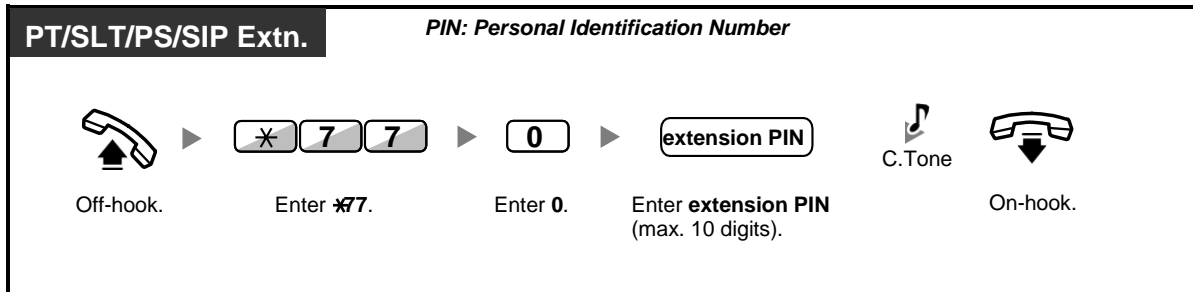 PT/SLT/PS/SIP Extn.
PIN: Personal Identification Number
* 7 7
0
extension PIN
C.Tone
Off-hook.
Enter *77.
Enter 0.
Enter extension PIN
(max. 10 digits).
On-hook.